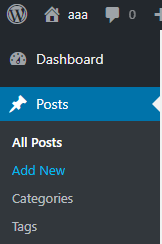 aaa 0
Dashboard
Posts
All Posts
Add New
Categories
Tags